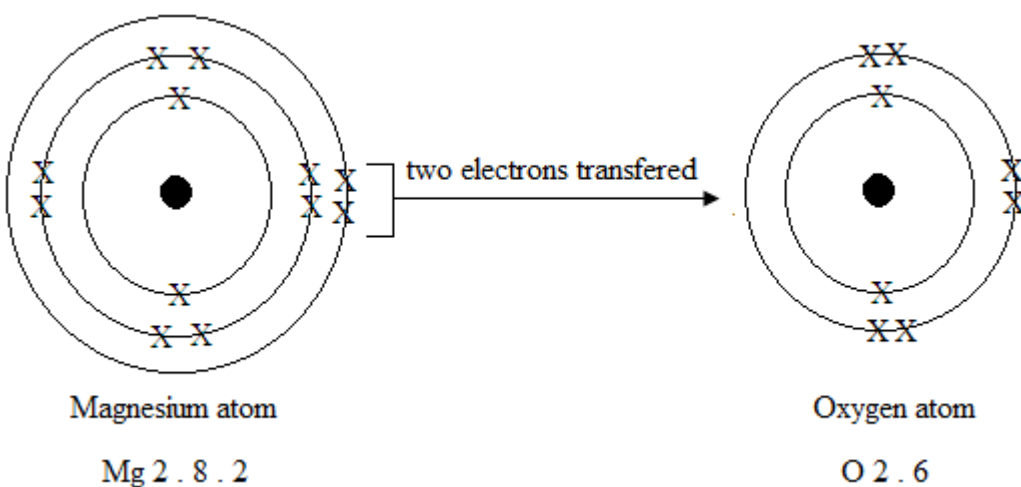 two electrons transfered
Magnesium atom
Oxygen atom
Mg 2 . 8 . 2
O 2 . 6